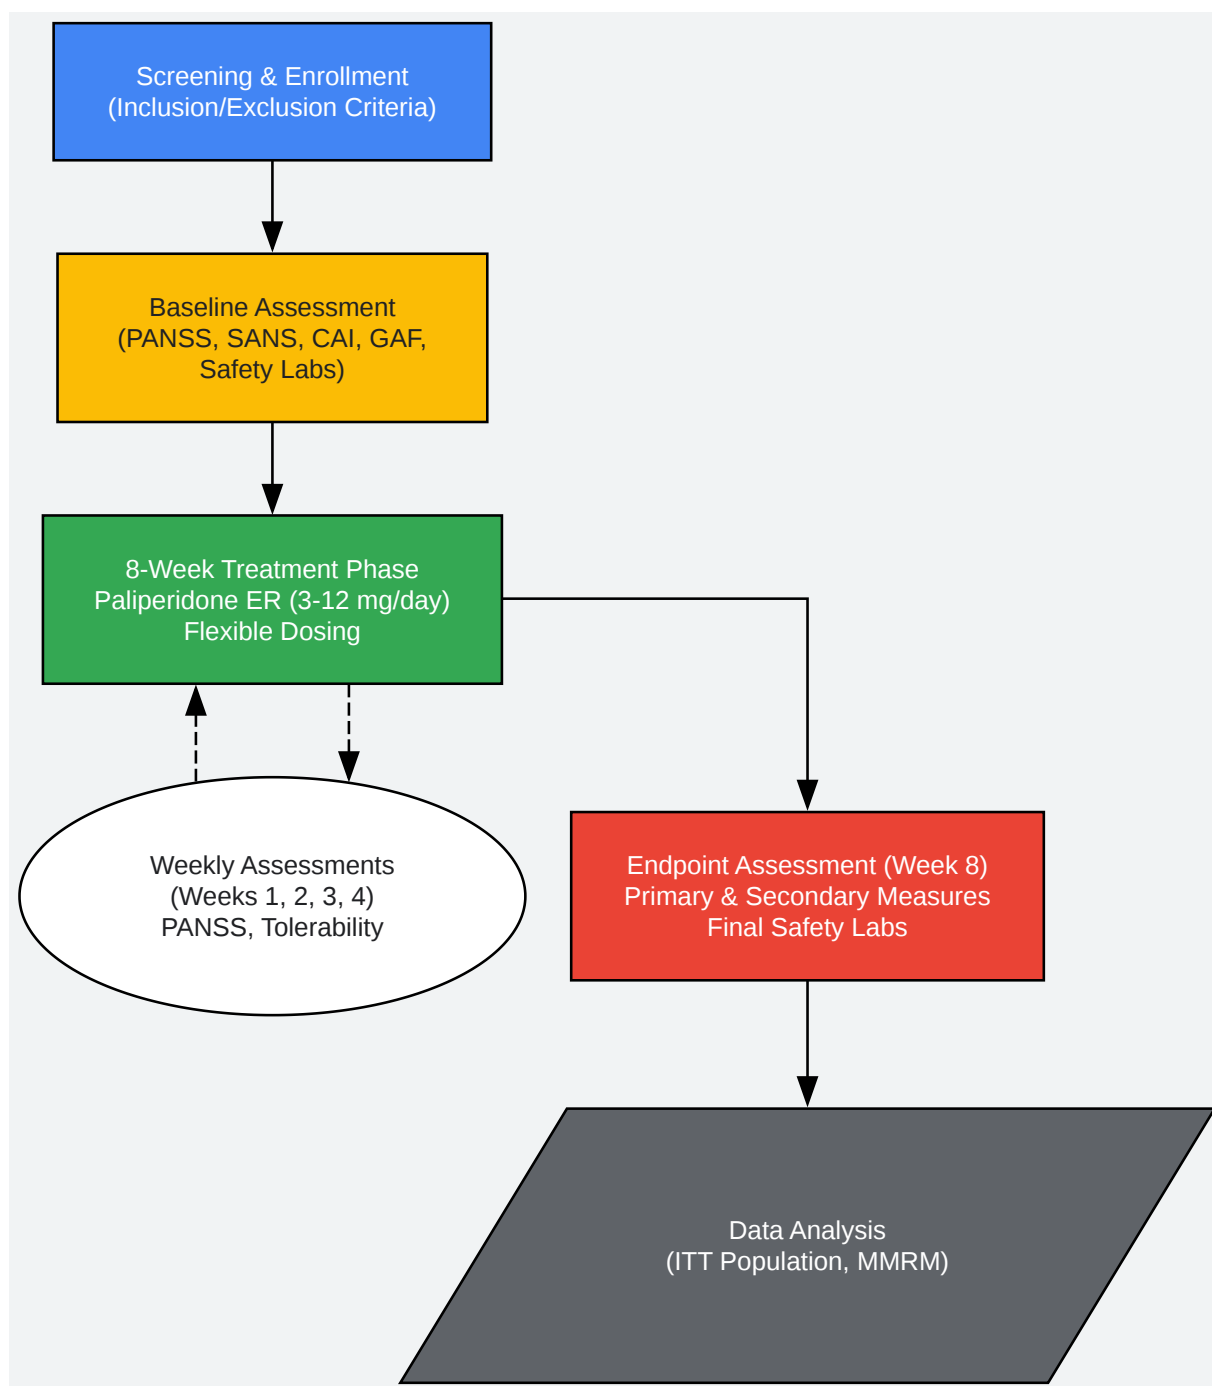 Screening & Enrollment
(Inclusion/Exclusion Criteria)
Baseline Assessment
(PANSS, SANS, CAI, GAF,
Safety Labs)
8-Week Treatment Phase
Paliperidone ER (3-12 mg/day)
Flexible Dosing
Weekly Assessments
(Weeks 1, 2, 3, 4)
PANSS, Tolerability
Endpoint Assessment (Week 8)
Primary & Secondary Measures
Final Safety Labs
Data Analysis
(ITT Population, MMRM)